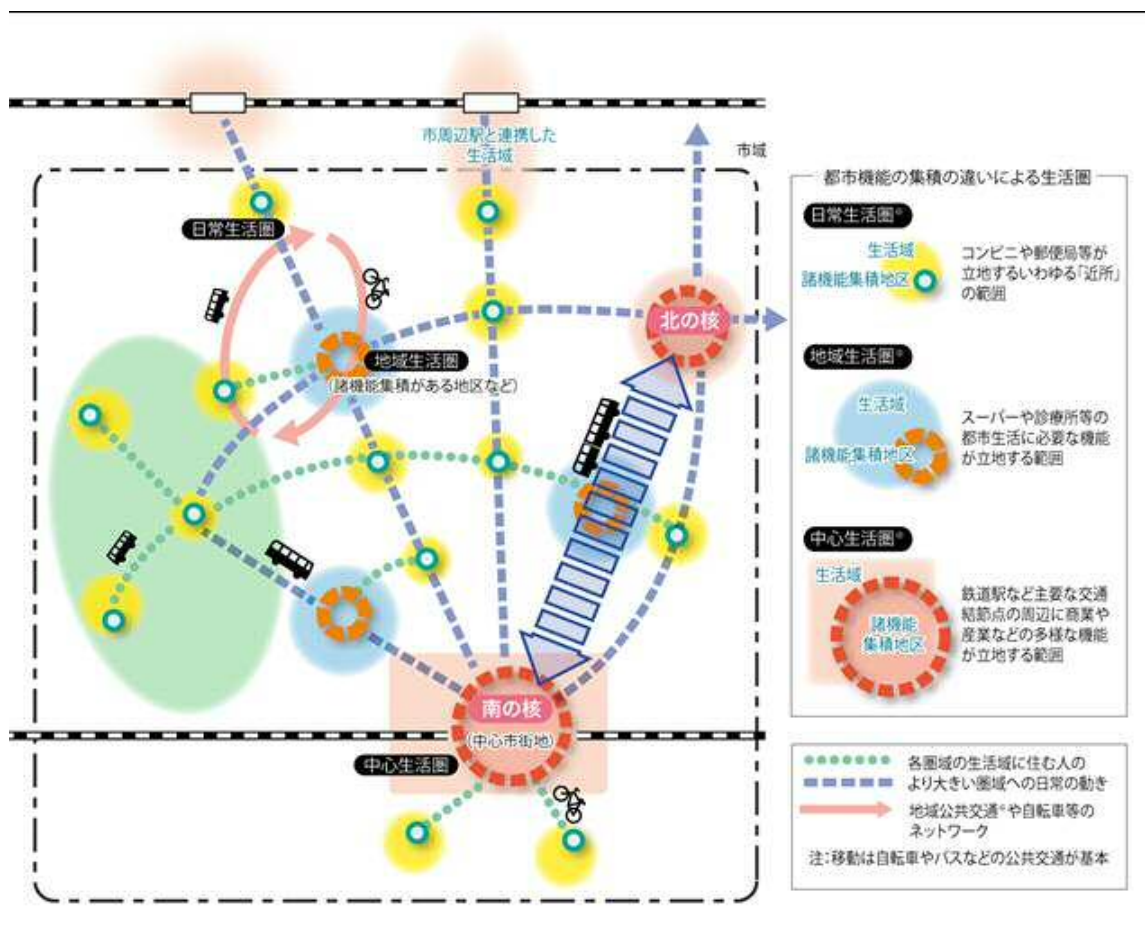 市周辺駅と連携した
生活域
市域
日常生活圏
地域生活圏
(諸機能集積がある地区など)
北の核
南の核
(中心市街地)
中心生活圏
都市機能の集積の違いによる生活圏
日常生活圏※
生活域
諸機能集積地区
コンビニや郵便局等が
立地するいわゆる「近所」
の範囲
地域生活圏※
生活域
諸機能集積地区
スーパーや診療所等の
都市生活に必要な機能
が立地する範囲
中心生活圏※
生活域
諸機能
集積地区
鉄道駅など主要な交通
結節点の周辺に商業や
産業などの多様な機能
が立地する範囲
各圏域の生活域に住む人の
より大きい圏域への日常の動き
地域公共交通※や自転車等の
ネットワーク
注:移動は自転車やバスなどの公共交通が基本